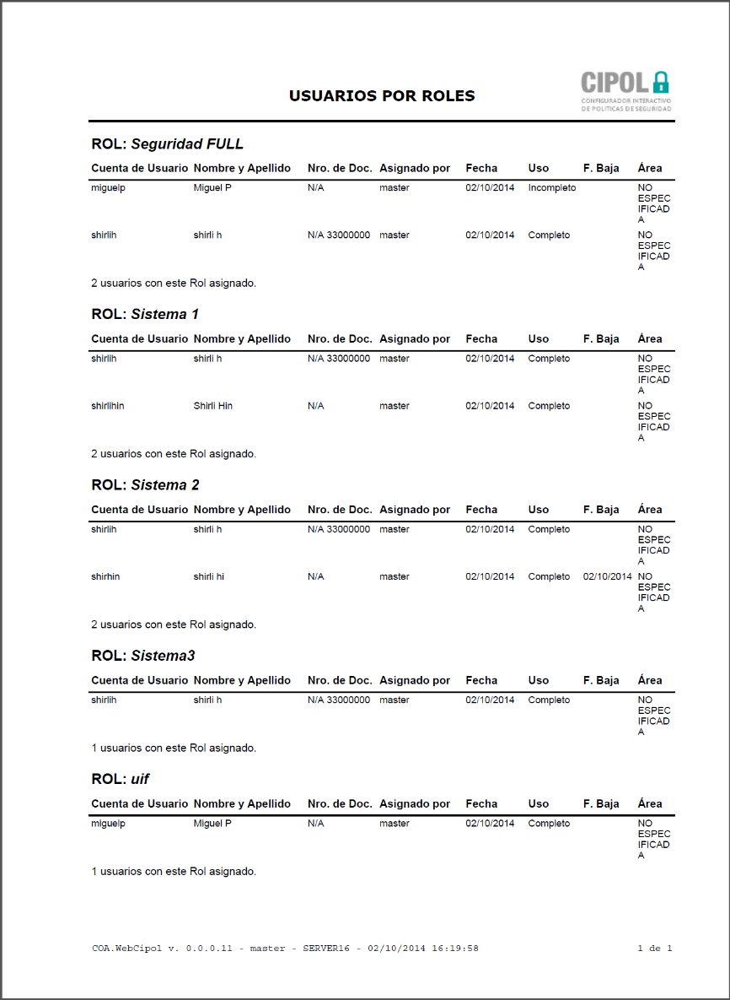 CIPOL
CONFIGURADOR INTERACTIVO
DE POLITICAS DE SEGURIDAD
USUARIOS POR ROLES
ROL: Seguridad FULL
Cuenta de Usuario Nombre y Apellido Nro. de Doc. Asignado por Fecha Uso F. Baja Área
miguelp Miguel P N/A master 02/10/2014 Incompleto NO
ESPEC
IFICAD
A
shirlih shirli h N/A 33000000 master 02/10/2014 Completo NO
ESPEC
IFICAD
A
2 usuarios con este Rol asignado.
ROL: Sistema 1
Cuenta de Usuario Nombre y Apellido Nro. de Doc. Asignado por Fecha Uso F. Baja Área
shirlih shirli h N/A 33000000 master 02/10/2014 Completo NO
ESPEC
IFICAD
A
shirlihin Shirli Hin N/A master 02/10/2014 Completo NO
ESPEC
IFICAD
A
2 usuarios con este Rol asignado.
ROL: Sistema 2
Cuenta de Usuario Nombre y Apellido Nro. de Doc. Asignado por Fecha Uso F. Baja Área
shirlih shirli h N/A 33000000 master 02/10/2014 Completo NO
ESPEC
IFICAD
A
shirhin shirli hi N/A master 02/10/2014 Completo 02/10/2014 NO
ESPEC
IFICAD
A
2 usuarios con este Rol asignado.
ROL: Sistema3
Cuenta de Usuario Nombre y Apellido Nro. de Doc. Asignado por Fecha Uso F. Baja Área
shirlih shirli h N/A 33000000 master 02/10/2014 Completo NO
ESPEC
IFICAD
A
1 usuarios con este Rol asignado.
ROL: uif
Cuenta de Usuario Nombre y Apellido Nro. de Doc. Asignado por Fecha Uso F. Baja Área
miguelp Miguel P N/A master 02/10/2014 Completo NO
ESPEC
IFICAD
A
1 usuarios con este Rol asignado.
COA.WebCipol v. 0.0.0.11 - master - SERVER16 - 02/10/2014 16:19:58 1 de 1